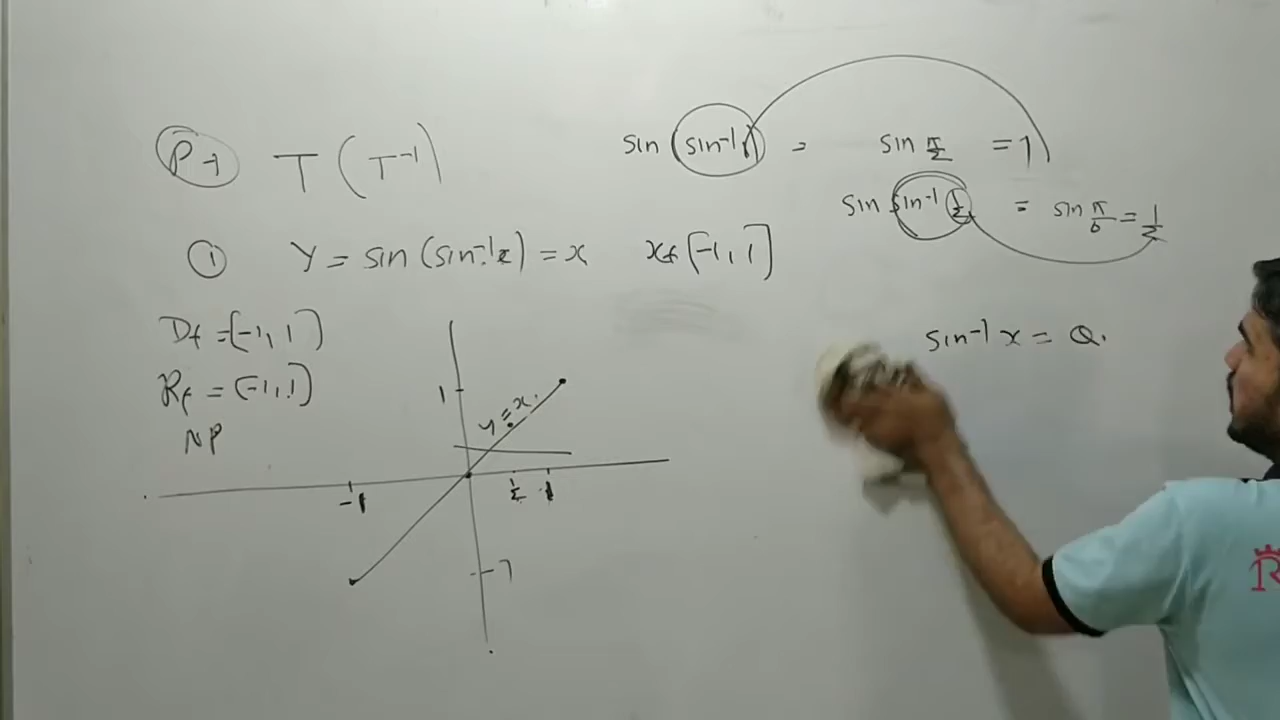 P-1 T(T⁻¹)
sin(sin⁻¹1) = sin π/2 = 1
sin sin⁻¹(1/2) = sin π/6 = 1/2
① Y = sin(sin⁻¹x) = x x∈[-1, 1]
Df = [-1, 1]
Rf = [-1, 1]
NP
sin⁻¹x = Q.
1
y = x.
-1
1/2
1
-1
R